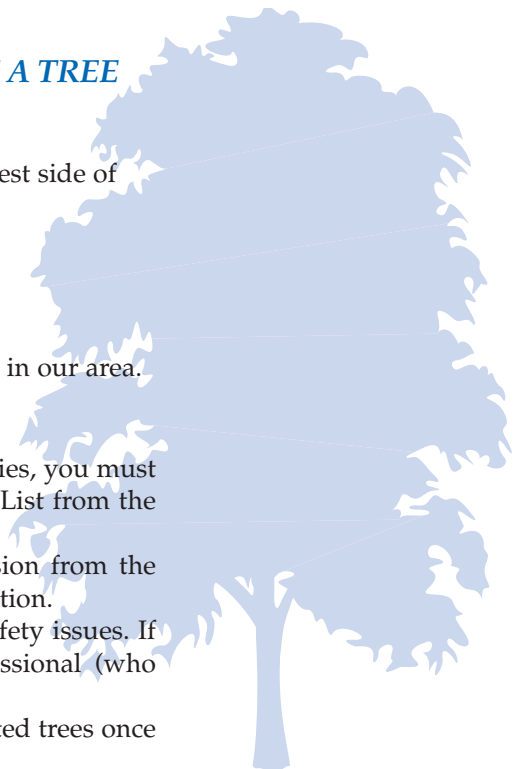 A TREE
est side of
in our area.
ies, you must
List from the
sion from the
tion.
fety issues. If
essional (who
ted trees once